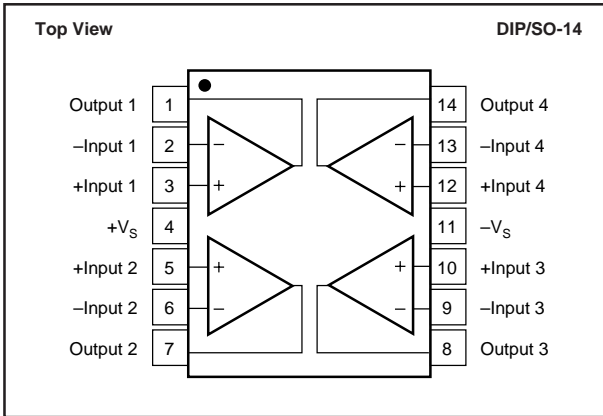 Top View DIP/SO-14
Output 1 1 14 Output 4
–Input 1 2 – – 13 –Input 4
+Input 1 3 + + 12 +Input 4
+VS 4 11 –VS
+Input 2 5 + + 10 +Input 3
–Input 2 6 – – 9 –Input 3
Output 2 7 8 Output 3